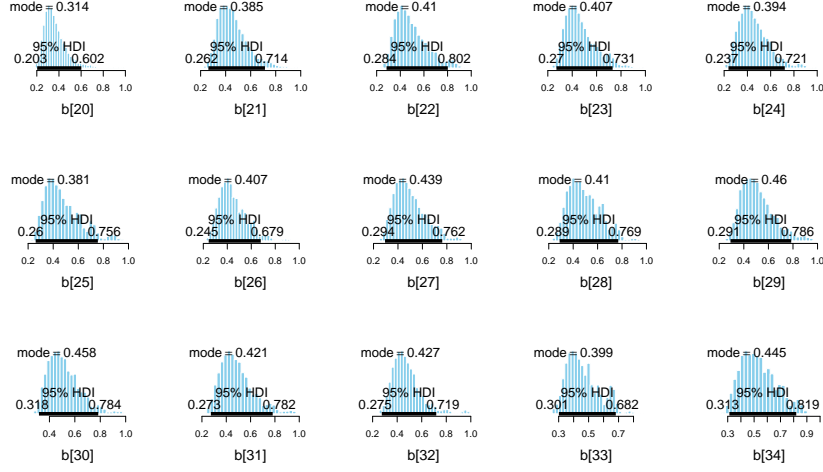 mode = 0.314
95% HDI
0.203 0.602
0.2 0.4 0.6 0.8 1.0
b[20]
mode = 0.385
95% HDI
0.262 0.714
0.2 0.4 0.6 0.8 1.0
b[21]
mode = 0.41
95% HDI
0.284 0.802
0.2 0.4 0.6 0.8 1.0
b[22]
mode = 0.407
95% HDI
0.27 0.731
0.2 0.4 0.6 0.8 1.0
b[23]
mode = 0.394
95% HDI
0.237 0.721
0.2 0.4 0.6 0.8 1.0
b[24]
mode = 0.381
95% HDI
0.26 0.756
0.2 0.4 0.6 0.8 1.0
b[25]
mode = 0.407
95% HDI
0.245 0.679
0.2 0.4 0.6 0.8 1.0
b[26]
mode = 0.439
95% HDI
0.294 0.762
0.2 0.4 0.6 0.8 1.0
b[27]
mode = 0.41
95% HDI
0.289 0.769
0.2 0.4 0.6 0.8 1.0
b[28]
mode = 0.46
95% HDI
0.291 0.786
0.2 0.4 0.6 0.8 1.0
b[29]
mode = 0.458
95% HDI
0.318 0.784
0.4 0.6 0.8 1.0
b[30]
mode = 0.421
95% HDI
0.273 0.782
0.2 0.4 0.6 0.8 1.0
b[31]
mode = 0.427
95% HDI
0.275 0.719
0.2 0.4 0.6 0.8 1.0
b[32]
mode = 0.399
95% HDI
0.301 0.682
0.3 0.5 0.7
b[33]
mode = 0.445
95% HDI
0.313 0.819
0.3 0.5 0.7 0.9
b[34]